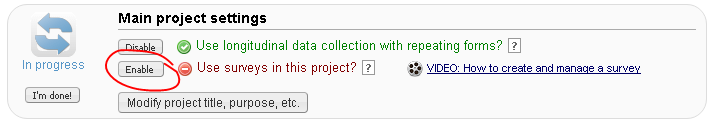 Main project settings
Disable Use longitudinal data collection with repeating forms? ?
In progress
Enable Use surveys in this project? ? VIDEO: How to create and manage a survey
I'm done!
Modify project title, purpose, etc.